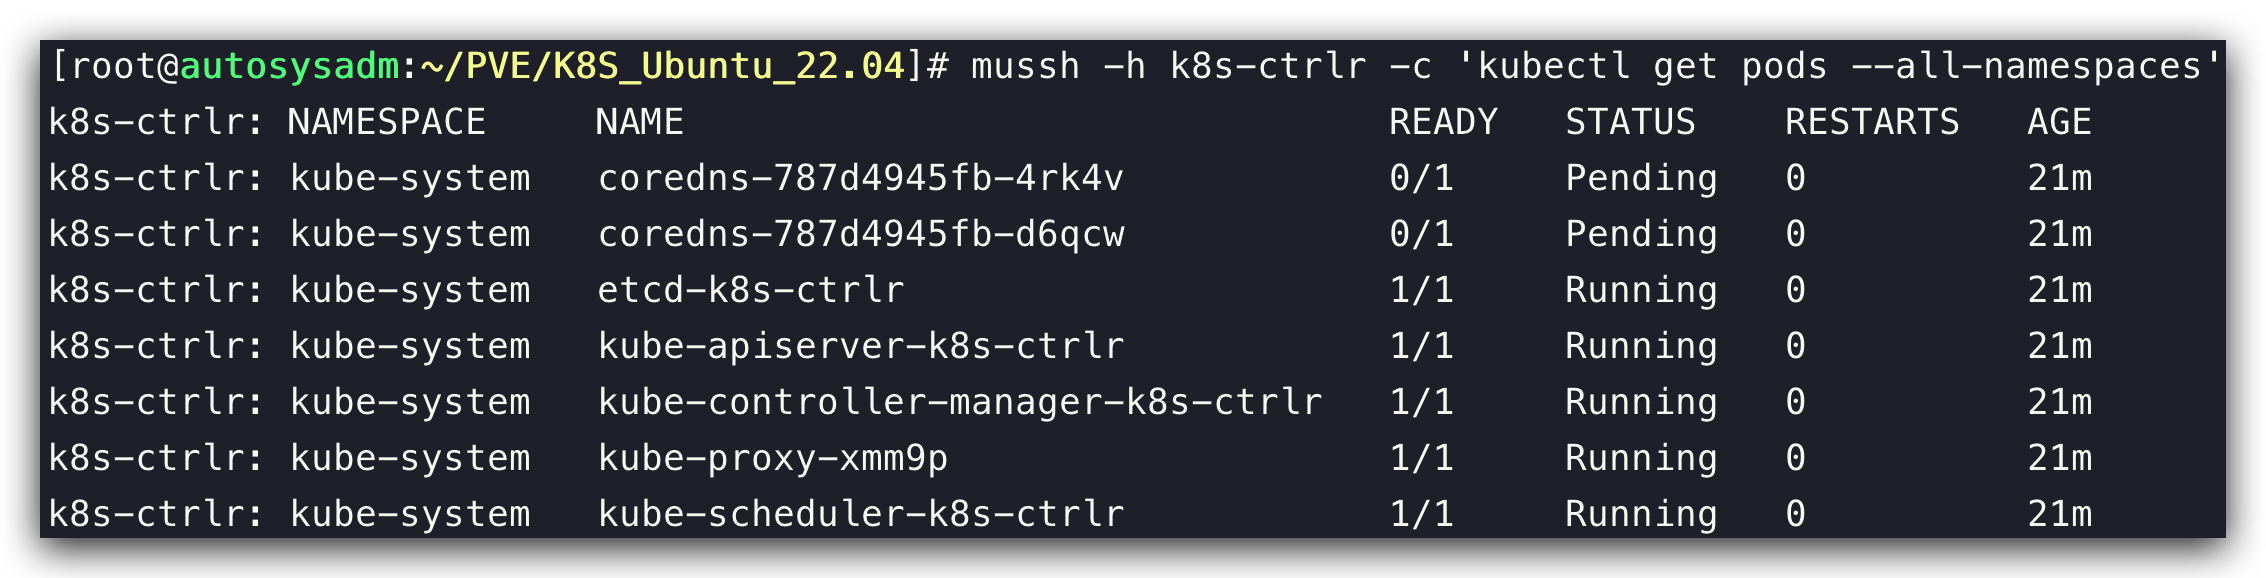 [root@autosysadm:~/PVE/K8S_Ubuntu_22.04]# mussh -h k8s-ctrlr -c 'kubectl get pods --all-namespaces'
k8s-ctrlr: NAMESPACE     NAME                                READY   STATUS    RESTARTS   AGE
k8s-ctrlr: kube-system   coredns-787d4945fb-4rk4v            0/1     Pending   0          21m
k8s-ctrlr: kube-system   coredns-787d4945fb-d6qcw            0/1     Pending   0          21m
k8s-ctrlr: kube-system   etcd-k8s-ctrlr                      1/1     Running   0          21m
k8s-ctrlr: kube-system   kube-apiserver-k8s-ctrlr            1/1     Running   0          21m
k8s-ctrlr: kube-system   kube-controller-manager-k8s-ctrlr   1/1     Running   0          21m
k8s-ctrlr: kube-system   kube-proxy-xmm9p                    1/1     Running   0          21m
k8s-ctrlr: kube-system   kube-scheduler-k8s-ctrlr            1/1     Running   0          21m